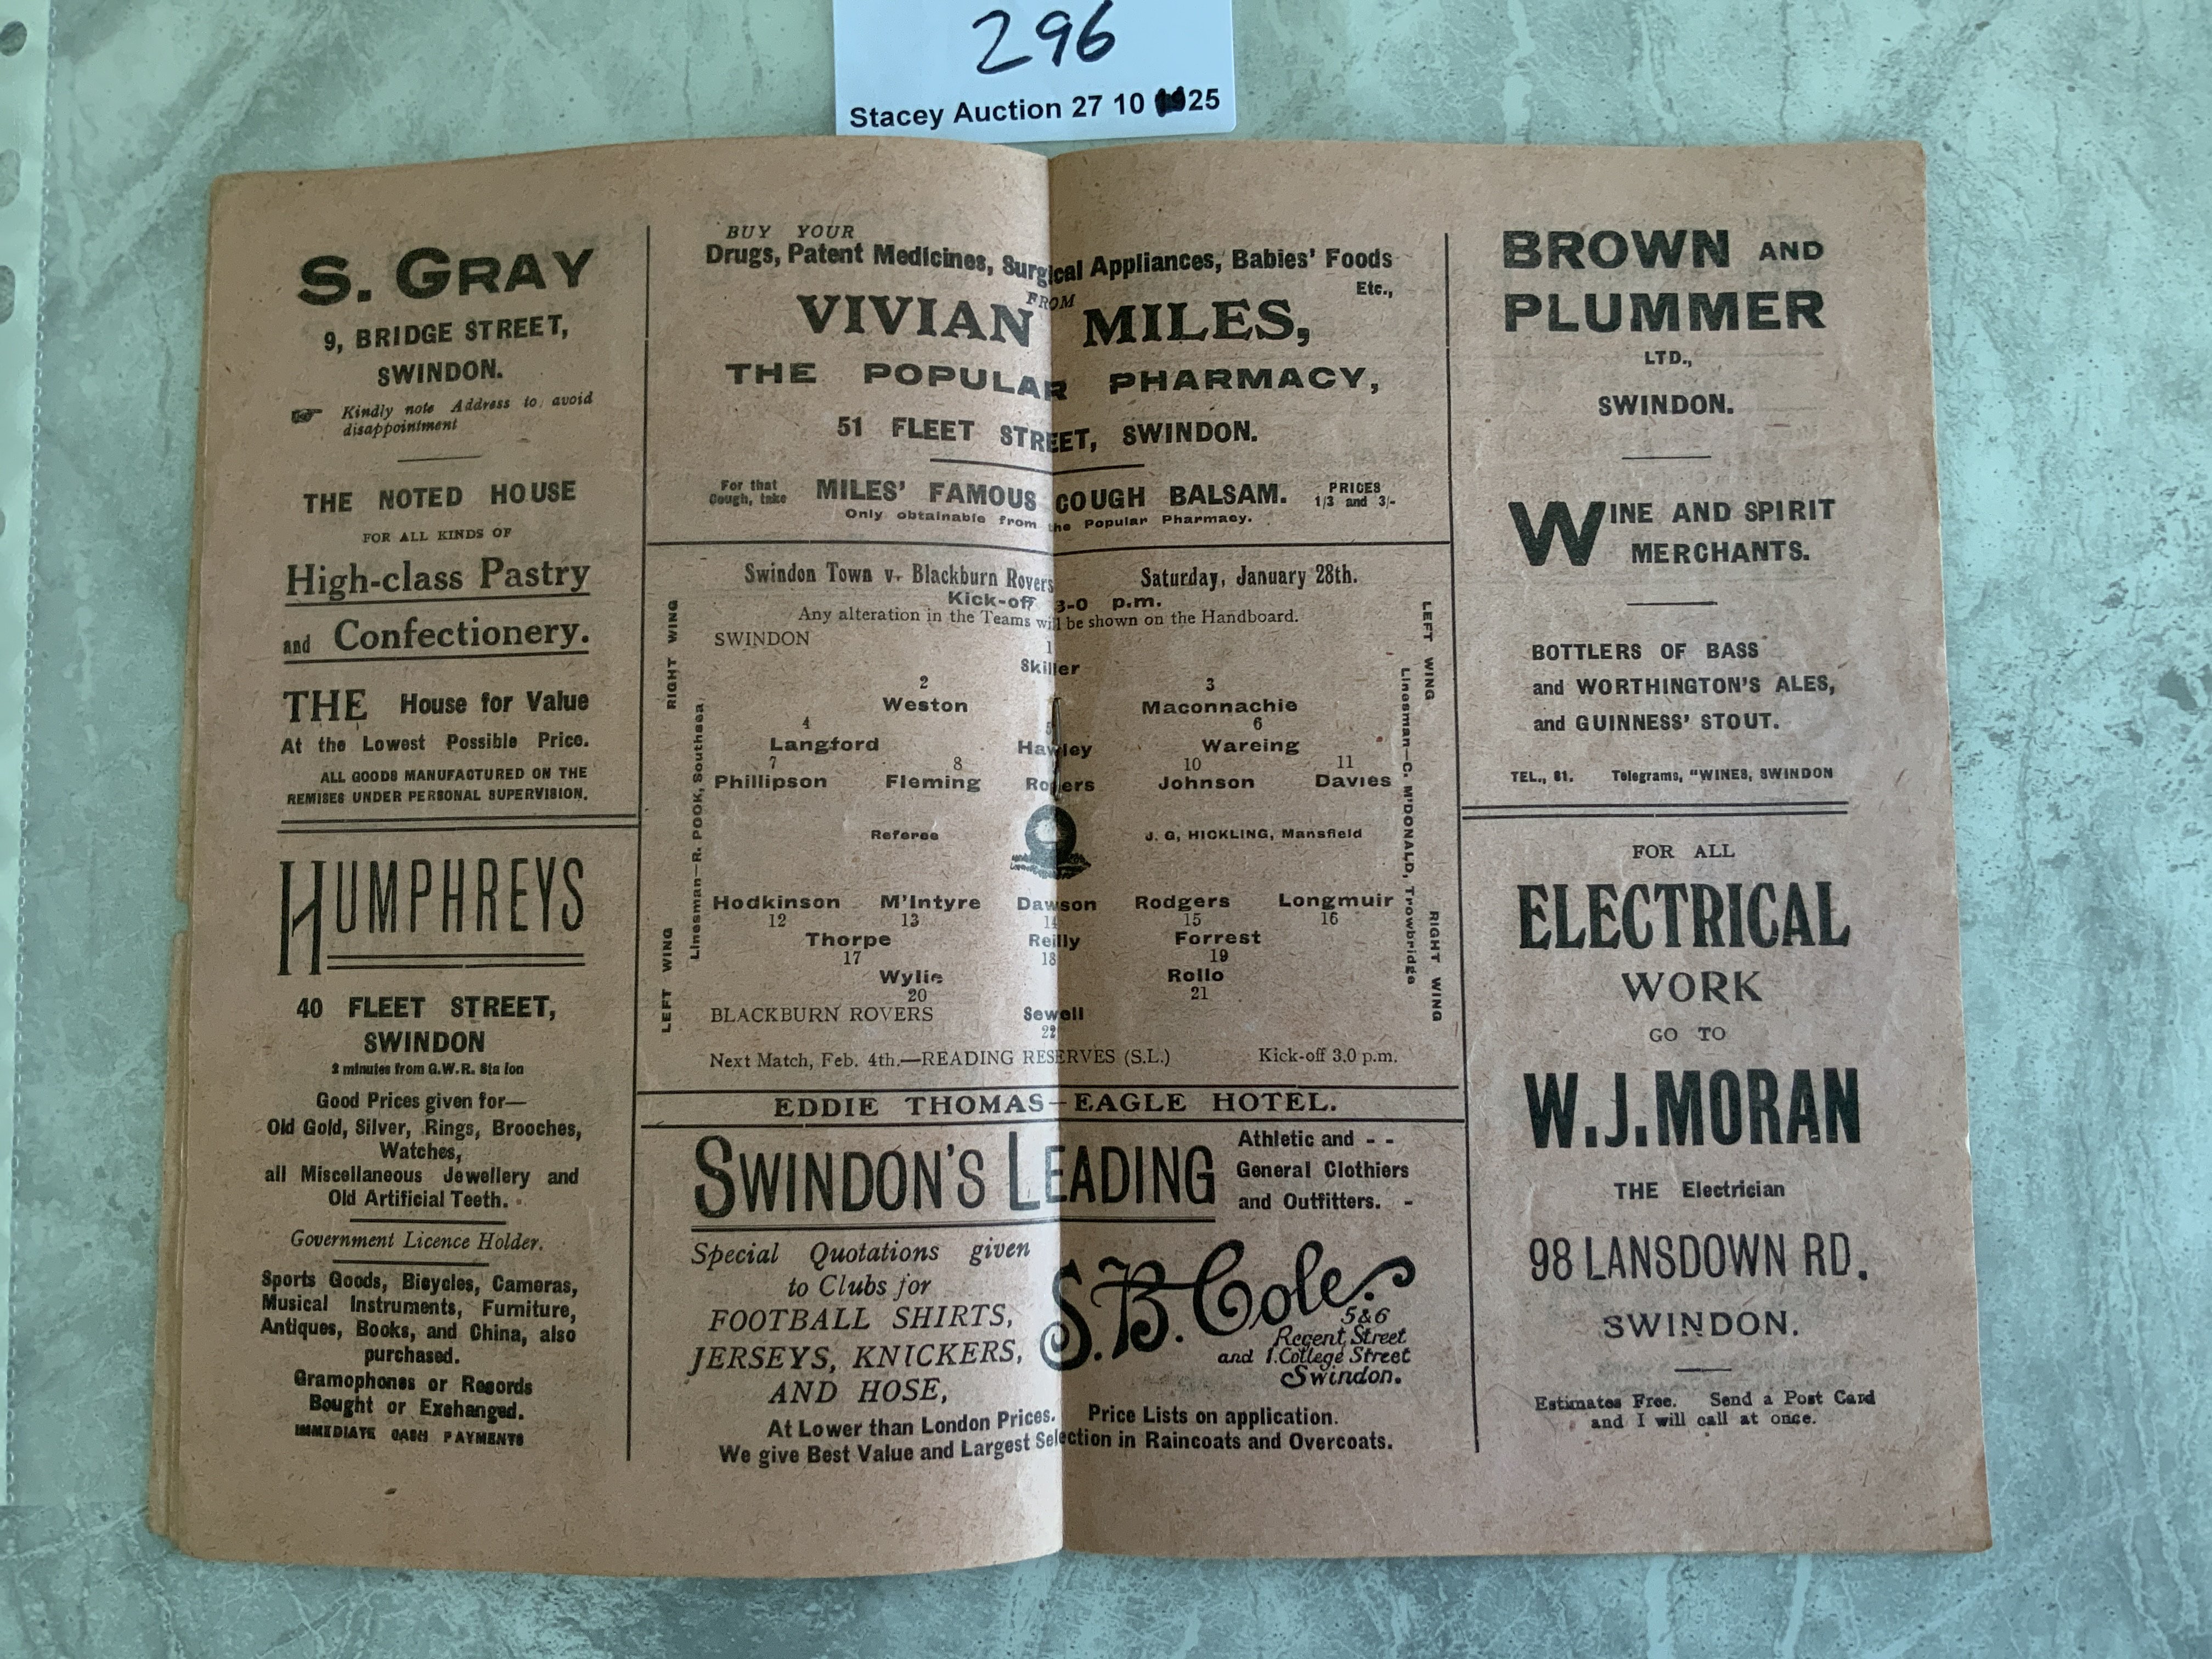 296
Stacey Auction 27 10 25
S. GRAY
9, BRIDGE STREET,
SWINDON.
Kindly note Address to avoid
disappointment
THE NOTED HOUSE
FOR ALL KINDS OF
High-class Pastry
and Confectionery.
THE House for Value
At the Lowest Possible Price.
ALL GOODS MANUFACTURED ON THE
REMISES UNDER PERSONAL SUPERVISION.
HUMPHREYS
40 FLEET STREET,
SWINDON
2 minutes from G.W.R. Sta ion
Good Prices given for—
Old Gold, Silver, Rings, Brooches,
Watches,
all Miscellaneous Jewellery and
Old Artificial Teeth.
Government Licence Holder.
Sports Goods, Bicycles, Cameras,
Musical Instruments, Furniture,
Antiques, Books, and China, also
purchased.
Gramophones or Records
Bought or Exchanged.
IMMEDIATE CASH PAYMENTS
BUY YOUR
Drugs, Patent Medicines, Surgical Appliances, Babies' Foods
Etc.,
FROM
VIVIAN MILES,
THE POPULAR PHARMACY,
51 FLEET STREET, SWINDON.
For that
Cough, take
MILES' FAMOUS COUGH BALSAM.
PRICES
1/3 and 3/-
Only obtainable from the Popular Pharmacy.
Swindon Town v. Blackburn Rovers Saturday, January 28th.
Kick-off 3-0 p.m.
Any alteration in the Teams will be shown on the Handboard.
RIGHT WING
LEFT WING
SWINDON
1
Skiller
2 3
Weston Maconnachie
4 5 6
Langford Hawley Wareing
7 8 10 11
Phillipson Fleming Rogers Johnson Davies
Linesman—R. POOK, Southsea
Linesman—C. M'DONALD, Trowbridge
Referee J. G, HICKLING, Mansfield
Hodkinson M'Intyre Dawson Rodgers Longmuir
12 13 14 15 16
Thorpe Reilly Forrest
17 18 19
Wylie Rollo
20 21
BLACKBURN ROVERS Sewell
22
LEFT WING
RIGHT WING
Next Match, Feb. 4th.—READING RESERVES (S.L.) Kick-off 3.0 p.m.
EDDIE THOMAS—EAGLE HOTEL.
SWINDON'S LEADING
Athletic and - -
General Clothiers
and Outfitters. -
Special Quotations given
to Clubs for
FOOTBALL SHIRTS,
JERSEYS, KNICKERS,
AND HOSE,
S.B. Cole.
5&6
Regent Street
and 1. College Street
Swindon.
At Lower than London Prices. Price Lists on application.
We give Best Value and Largest Selection in Raincoats and Overcoats.
BROWN AND
PLUMMER
LTD.,
SWINDON.
WINE AND SPIRIT
MERCHANTS.
BOTTLERS OF BASS
and WORTHINGTON'S ALES,
and GUINNESS' STOUT.
TEL., 81. Telegrams, "WINES, SWINDON
FOR ALL
ELECTRICAL
WORK
GO TO
W.J. MORAN
THE Electrician
98 LANSDOWN RD.
SWINDON.
Estimates Free. Send a Post Card
and I will call at once.